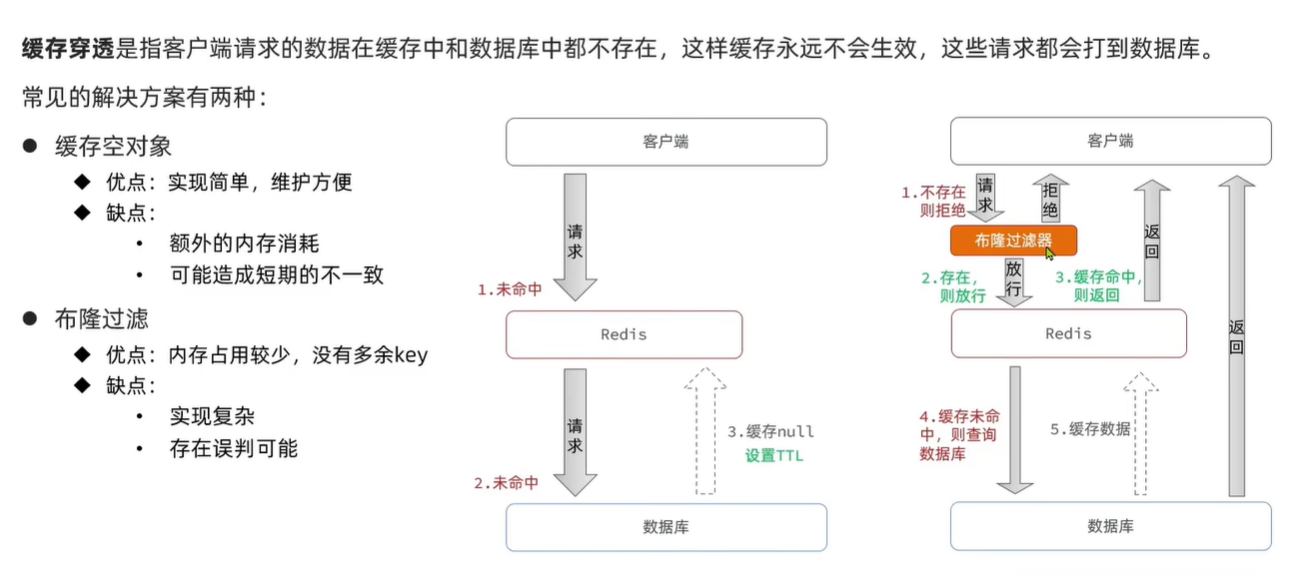 缓存穿透是指客户端请求的数据在缓存中和数据库中都不存在，这样缓存永远不会生效，这些请求都会打到数据库。
常见的解决方案有两种：
● 缓存空对象
◆ 优点：实现简单，维护方便
◆ 缺点：
• 额外的内存消耗
• 可能造成短期的不一致
● 布隆过滤
◆ 优点：内存占用较少，没有多余key
◆ 缺点：
• 实现复杂
• 存在误判可能
客户端
请求
1.未命中
Redis
请求
2.未命中
3.缓存null
设置TTL
数据库
客户端
1.不存在
则拒绝
请求
拒绝
布隆过滤器
2.存在，
则放行
放行
3.缓存命中，
则返回
返回
Redis
返回
4.缓存未命
中，则查询
数据库
5.缓存数据
数据库